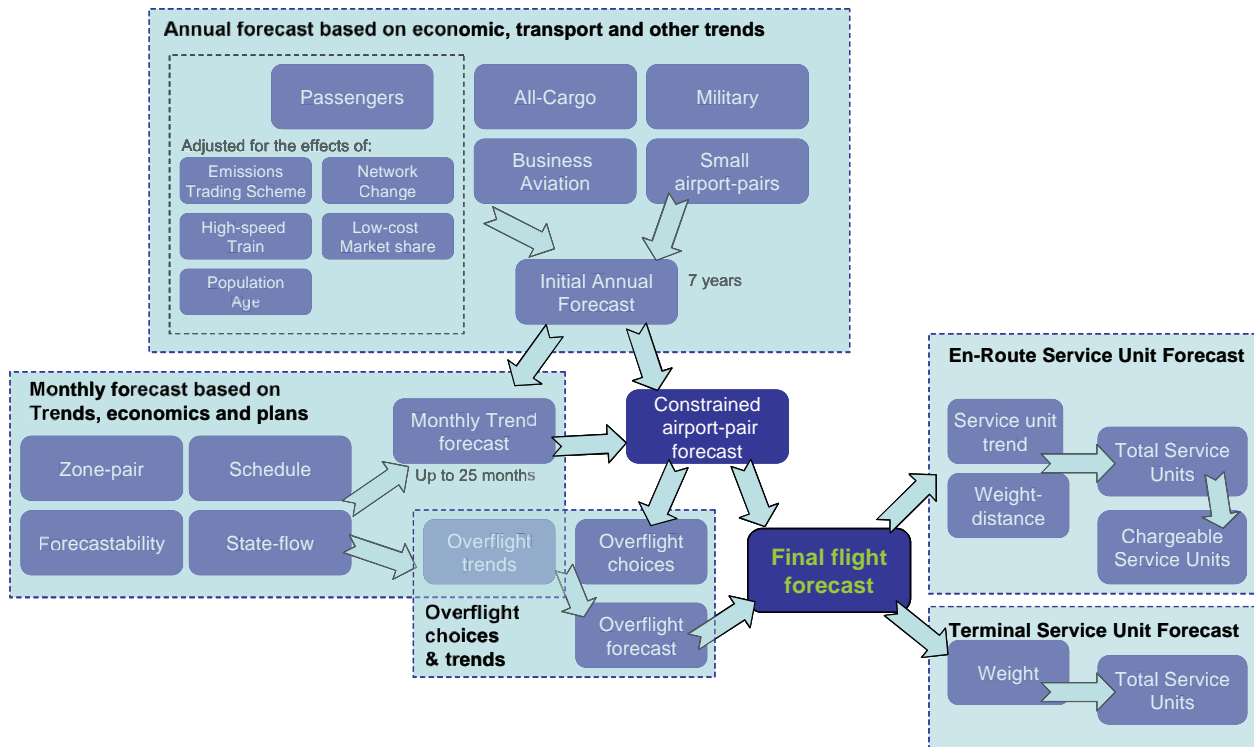 Annual forecast based on economic, transport and other trends
Passengers
All-Cargo
Military
Adjusted for the effects of:
Emissions
Trading Scheme
Network
Change
Business
Aviation
Small
airport-pairs
High-speed
Train
Low-cost
Market share
Population
Age
Initial Annual
Forecast
7 years
Monthly forecast based on
Trends, economics and plans
Zone-pair
Schedule
Monthly Trend
forecast
Up to 25 months
Forecastability
State-flow
Constrained
airport-pair
forecast
Overflight
trends
Overflight
choices
Overflight
choices
& trends
Overflight
forecast
Final flight
forecast
En-Route Service Unit Forecast
Service unit
trend
Total Service
Units
Weight-
distance
Chargeable
Service Units
Terminal Service Unit Forecast
Weight
Total Service
Units